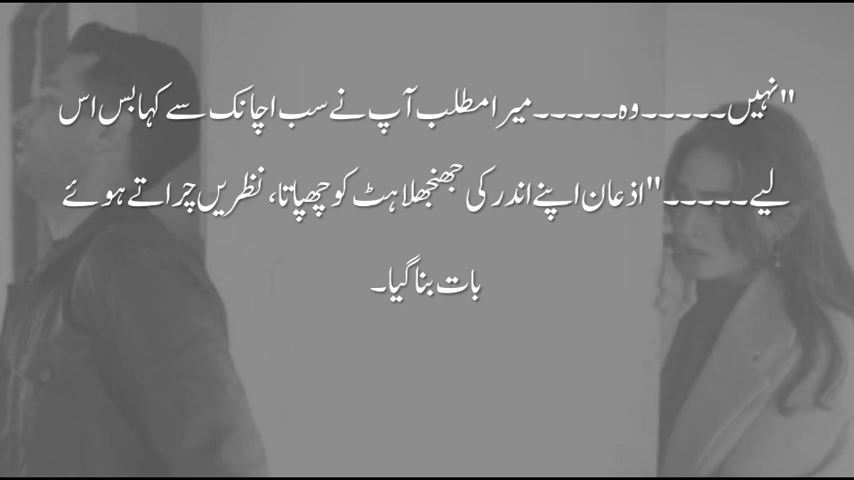 "نہیں۔۔۔۔۔وہ۔۔۔۔۔میرا مطلب آپ نے سب اچانک سے کہا بس اس
لیے۔۔۔۔۔"اذعان اپنے اندر کی جھنجھلاہٹ کو چھپاتا، نظریں چراتے ہوئے
بات بنا گیا۔